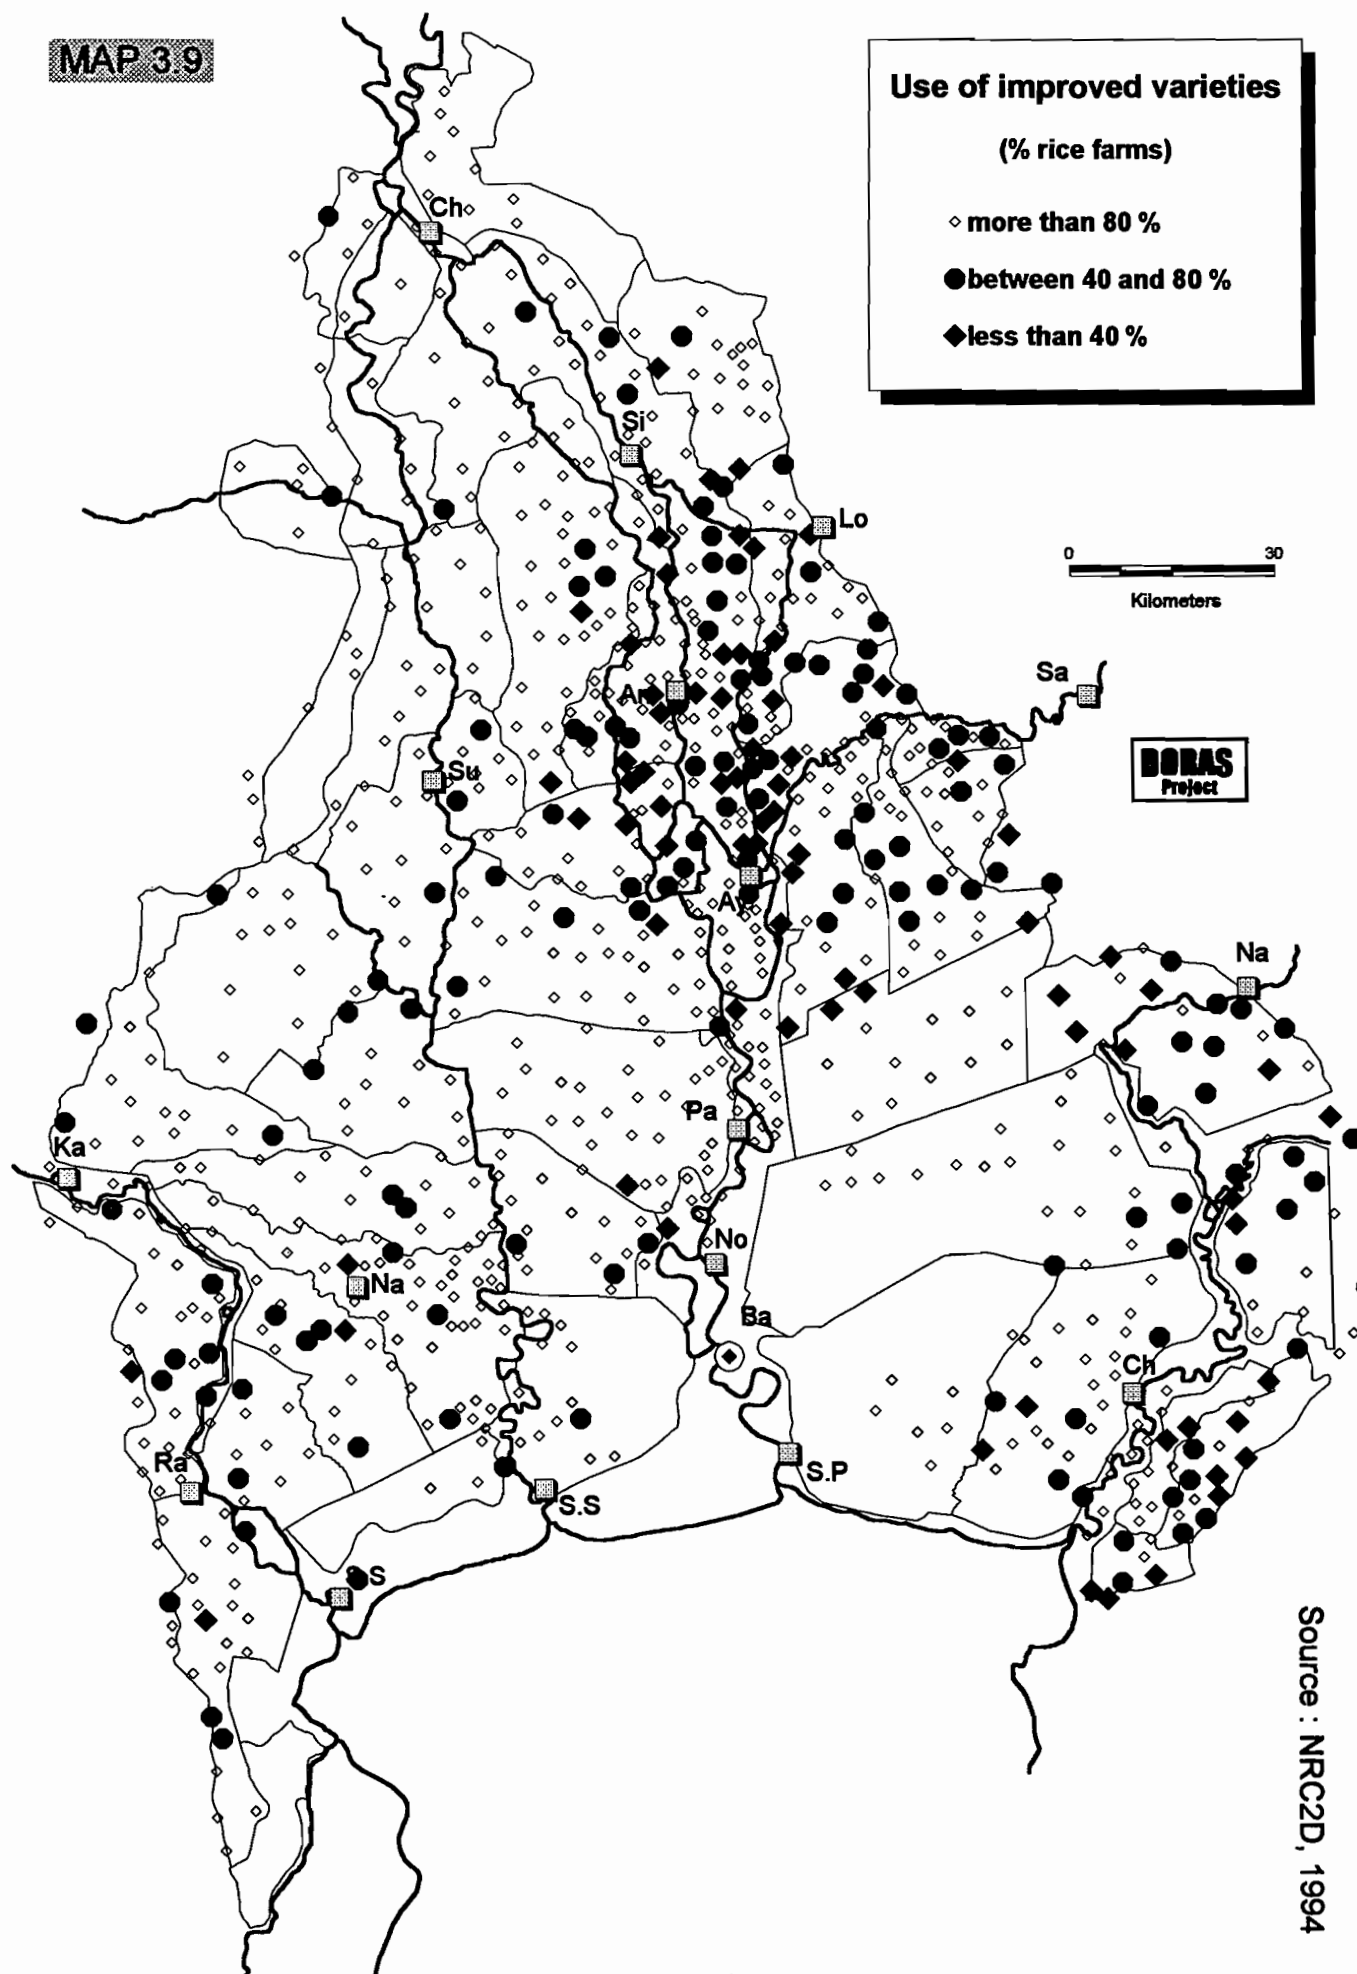 MAP 3.9
Use of improved varieties
(% rice farms)
more than 80 %
between 40 and 80 %
less than 40 %
Ch
Si
Lo
0 30
Kilometers
Sa
Ar
DORAS
Project
Su
Ay
Na
Pa
Ka
No
Na
Ba
Ch
Ra
S.P
S.S
S
Source : NRC2D, 1994